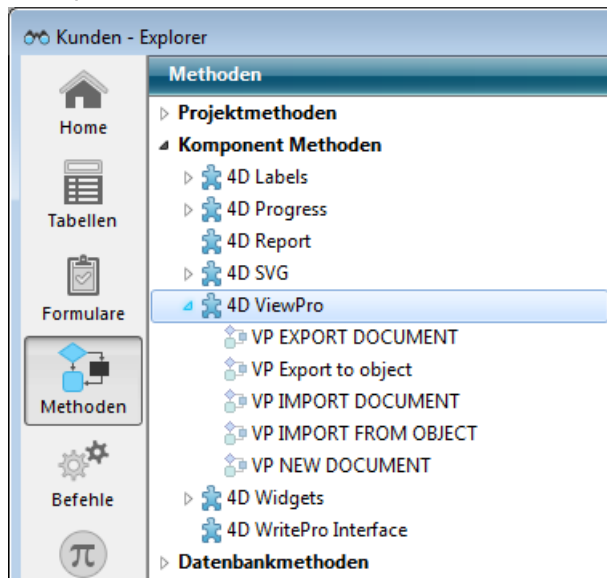 Kunden - Explorer
Home
Tabellen
Formulare
Methoden
Befehle
π
Methoden
Projektmethoden
Komponent Methoden
4D Labels
4D Progress
4D Report
4D SVG
4D ViewPro
VP EXPORT DOCUMENT
VP Export to object
VP IMPORT DOCUMENT
VP IMPORT FROM OBJECT
VP NEW DOCUMENT
4D Widgets
4D WritePro Interface
Datenbankmethoden